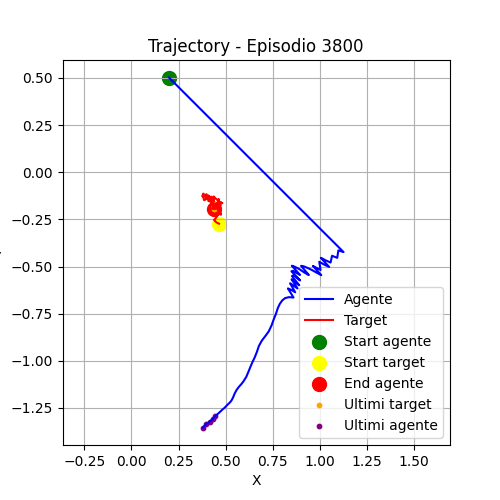 Trajectory - Episodio 3800
0.50
0.25
0.00
−0.25
−0.50
−0.75
−1.00
−1.25
Agente
Target
Start agente
Start target
End agente
Ultimi target
Ultimi agente
−0.25
0.00
0.25
0.50
0.75
1.00
1.25
1.50
X